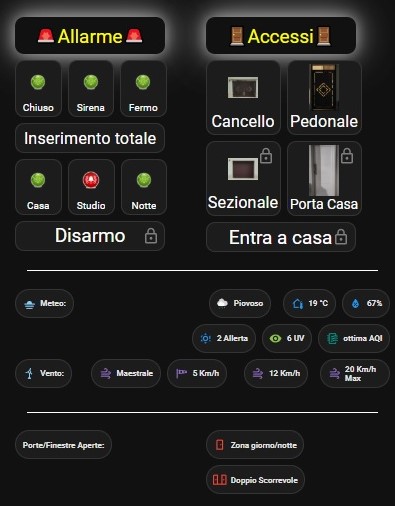 Allarme
Accessi
Chiuso Sirena Fermo
Cancello Pedonale
Inserimento totale
Casa Studio Notte
Sezionale Porta Casa
Disarmo
Entra a casa
Meteo: Piovoso 19 °C 67%
2 Allerta 6 UV ottima AQI
Vento: Maestrale 5 Km/h 12 Km/h 20 Km/h
Max
Porte/Finestre Aperte: Zona giorno/notte
Doppio Scorrevole